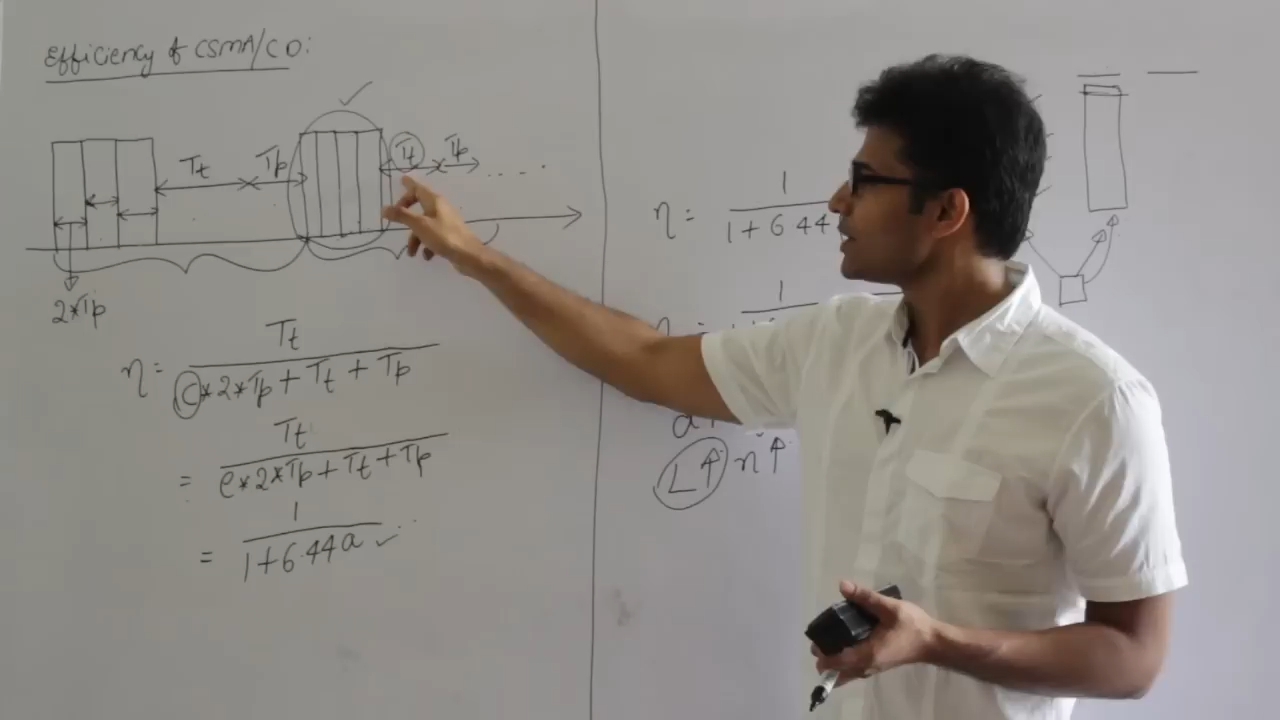 Efficiency of CSMA/CD:
Tt Tp Tt Tp ....
2*Tp
η = Tt / C*2*Tp + Tt + Tp
= Tt / e*2*Tp + Tt + Tp
= 1 / 1+6.44a ✓
η = 1 / 1+6.44
η = 1
L↑ η↑